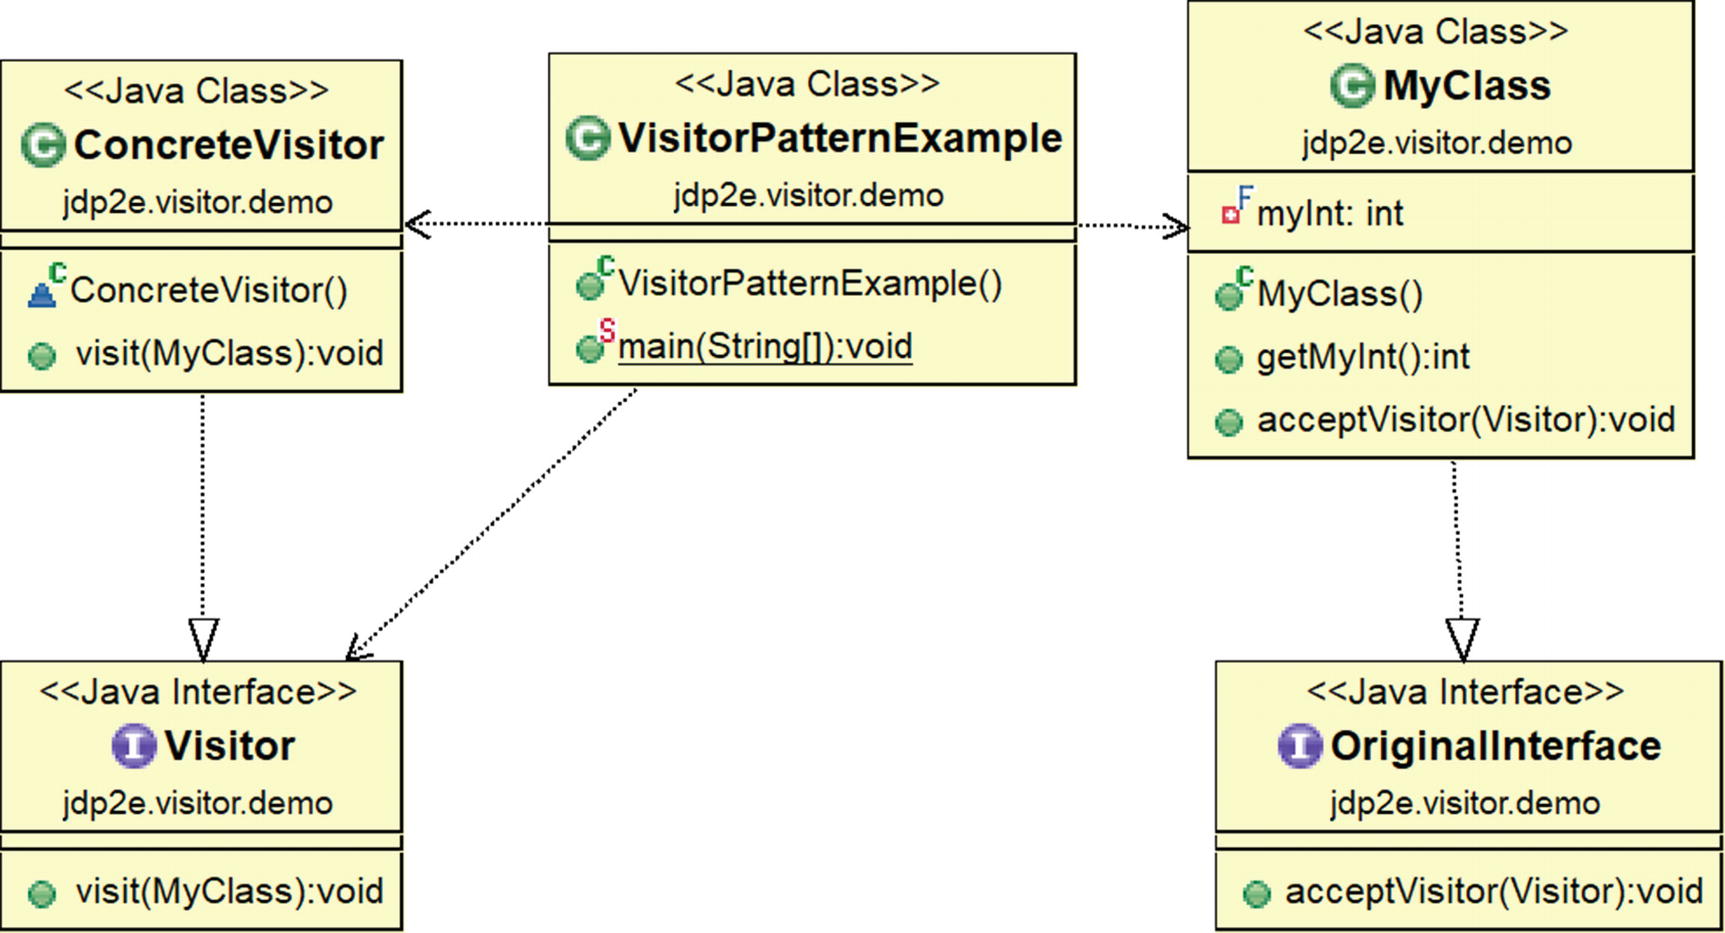 <<Java Class>>
C ConcreteVisitor
jdp2e.visitor.demo
C ConcreteVisitor()
visit(MyClass):void
<<Java Class>>
C VisitorPatternExample
jdp2e.visitor.demo
C VisitorPatternExample()
S main(String[]):void
<<Java Class>>
C MyClass
jdp2e.visitor.demo
F myInt: int
C MyClass()
getMyInt():int
acceptVisitor(Visitor):void
<<Java Interface>>
I Visitor
jdp2e.visitor.demo
visit(MyClass):void
<<Java Interface>>
I OriginalInterface
jdp2e.visitor.demo
acceptVisitor(Visitor):void